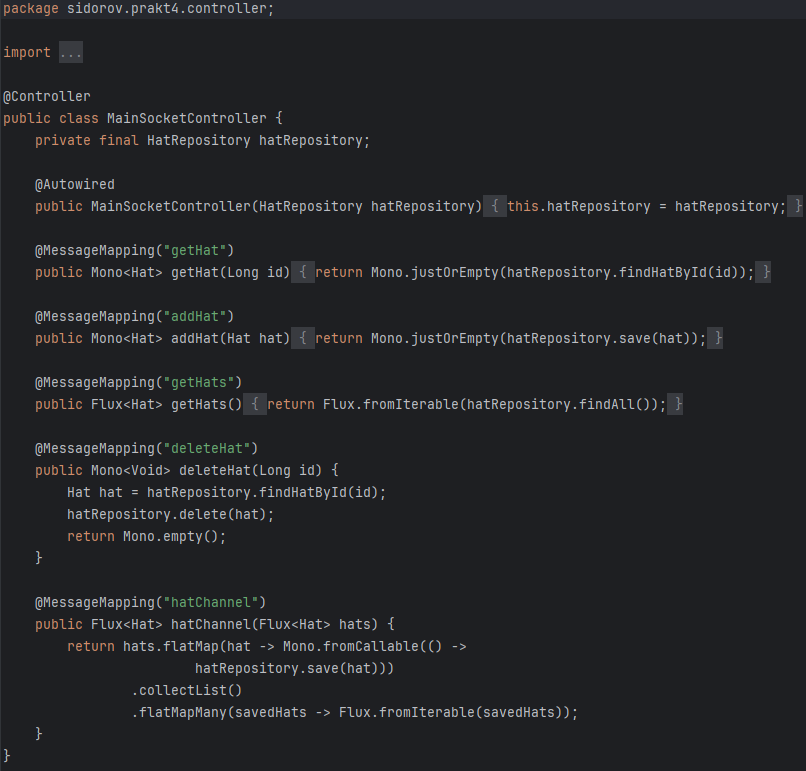 package sidorov.prakt4.controller;
import ...
@Controller
public class MainSocketController {
    private final HatRepository hatRepository;
    @Autowired
    public MainSocketController(HatRepository hatRepository) { this.hatRepository = hatRepository; }
    @MessageMapping("getHat")
    public Mono<Hat> getHat(Long id) { return Mono.justOrEmpty(hatRepository.findHatById(id)); }
    @MessageMapping("addHat")
    public Mono<Hat> addHat(Hat hat) { return Mono.justOrEmpty(hatRepository.save(hat)); }
    @MessageMapping("getHats")
    public Flux<Hat> getHats() { return Flux.fromIterable(hatRepository.findAll()); }
    @MessageMapping("deleteHat")
    public Mono<Void> deleteHat(Long id) {
        Hat hat = hatRepository.findHatById(id);
        hatRepository.delete(hat);
        return Mono.empty();
    }
    @MessageMapping("hatChannel")
    public Flux<Hat> hatChannel(Flux<Hat> hats) {
        return hats.flatMap(hat -> Mono.fromCallable(() ->
                        hatRepository.save(hat)))
                .collectList()
                .flatMapMany(savedHats -> Flux.fromIterable(savedHats));
    }
}